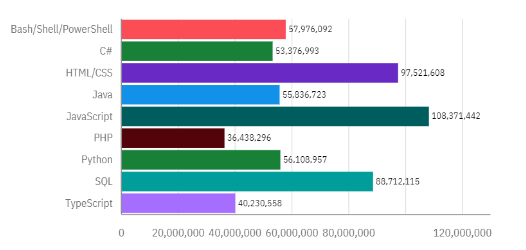 Bash/Shell/PowerShell 57,976,092
C# 53,376,993
HTML/CSS 97,521,608
Java 55,836,723
JavaScript 108,371,442
PHP 36,438,296
Python 56,108,957
SQL 88,712,115
TypeScript 40,230,558
0 20,000,000 40,000,000 60,000,000 80,000,000 120,000,000